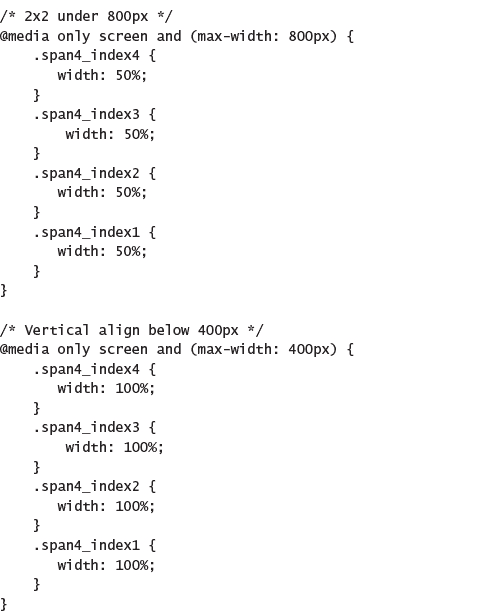 /* 2x2 under 800px */
@media only screen and (max-width: 800px) {
    .span4_index4 {
       width: 50%;
    }
    .span4_index3 {
        width: 50%;
    }
    .span4_index2 {
       width: 50%;
    }
    .span4_index1 {
       width: 50%;
    }
}

/* Vertical align below 400px */
@media only screen and (max-width: 400px) {
    .span4_index4 {
       width: 100%;
    }
    .span4_index3 {
        width: 100%;
    }
    .span4_index2 {
       width: 100%;
    }
    .span4_index1 {
       width: 100%;
    }
}